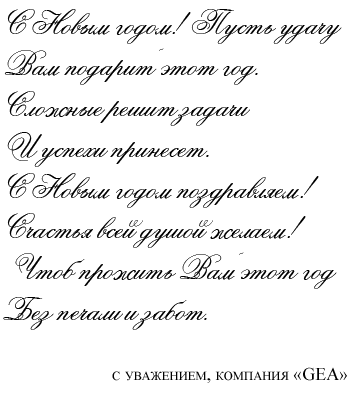 С Новым годом! Пусть удачу
Вам подарит этот год.
Сложные решит задачи
И успехи принесет.
С Новым годом поздравляем!
Счастья всей душой желаем!
Чтоб прожить Вам этот год
Без печали и забот.
с уважением, компания «GEA»